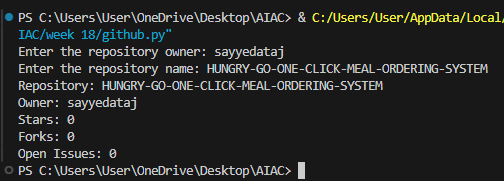 PS C:\Users\User\OneDrive\Desktop\AIAC> & C:/Users/User/AppData/Local/
IAC/week 18/github.py"
Enter the repository owner: sayyedataj
Enter the repository name: HUNGRY-GO-ONE-CLICK-MEAL-ORDERING-SYSTEM
Repository: HUNGRY-GO-ONE-CLICK-MEAL-ORDERING-SYSTEM
Owner: sayyedataj
Stars: 0
Forks: 0
Open Issues: 0
PS C:\Users\User\OneDrive\Desktop\AIAC>